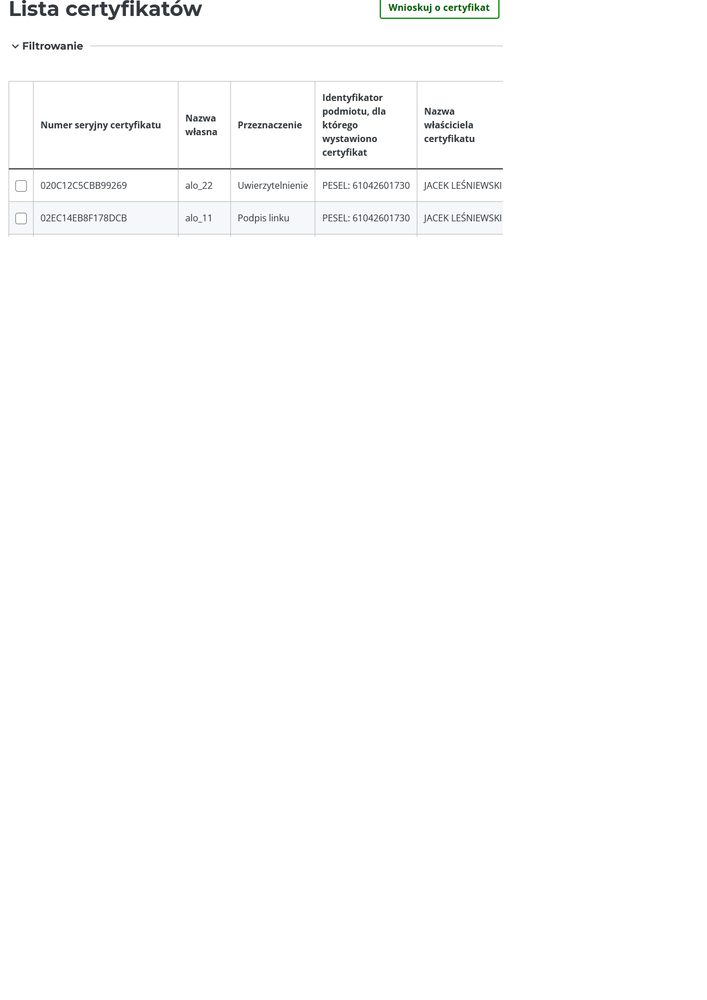 Lista certyfikatów
Wnioskuj o certyfikat
Filtrowanie
Numer seryjny certyfikatu
Nazwa
własna
Przeznaczenie
Identyfikator
podmiotu, dla
którego
wystawiono
certyfikat
Nazwa
właściciela
certyfikatu
020C12C5CBB99269 alo_22 Uwierzytelnienie PESEL: 61042601730 JACEK LEŚNIEWSKI
02EC14EB8F178DCB alo_11 Podpis linku PESEL: 61042601730 JACEK LEŚNIEWSKI